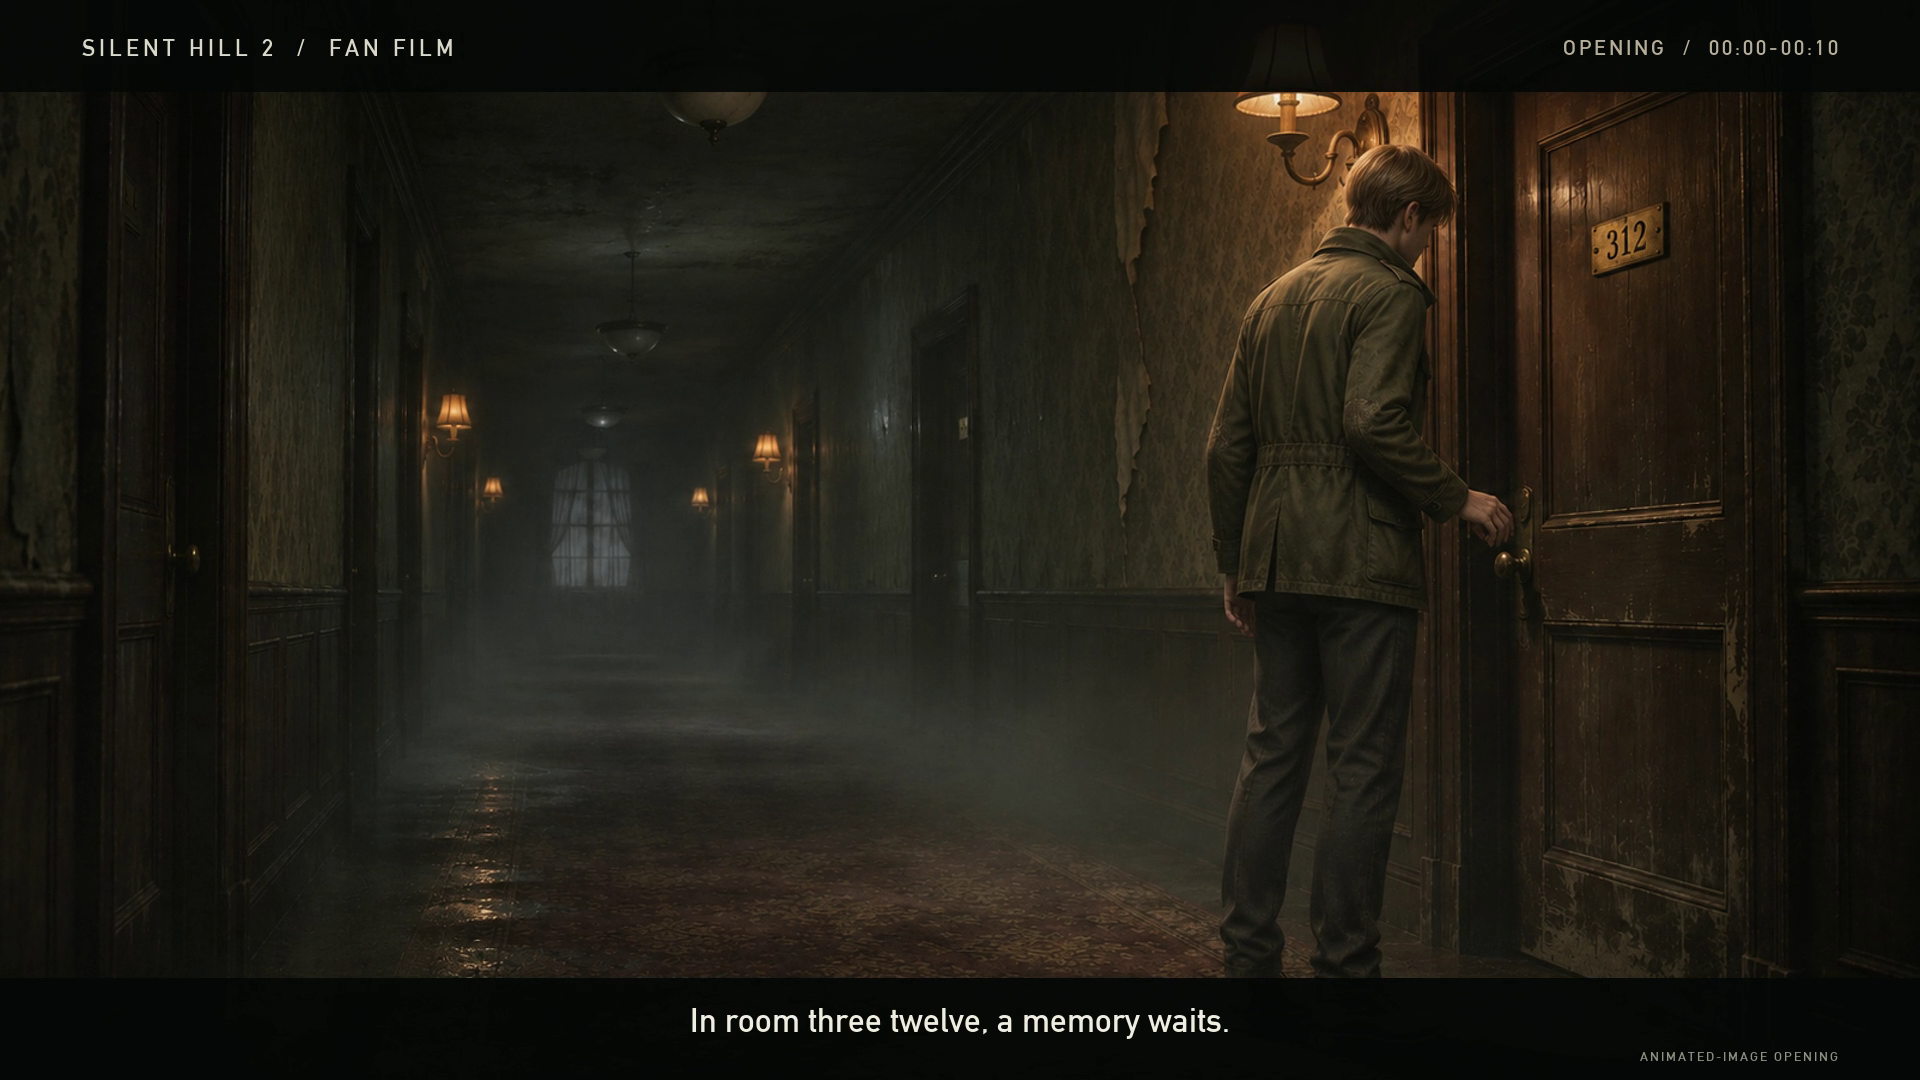 SILENT HILL 2 / FAN FILM
OPENING / 00:00-00:10
312
In room three twelve, a memory waits.
ANIMATED-IMAGE OPENING